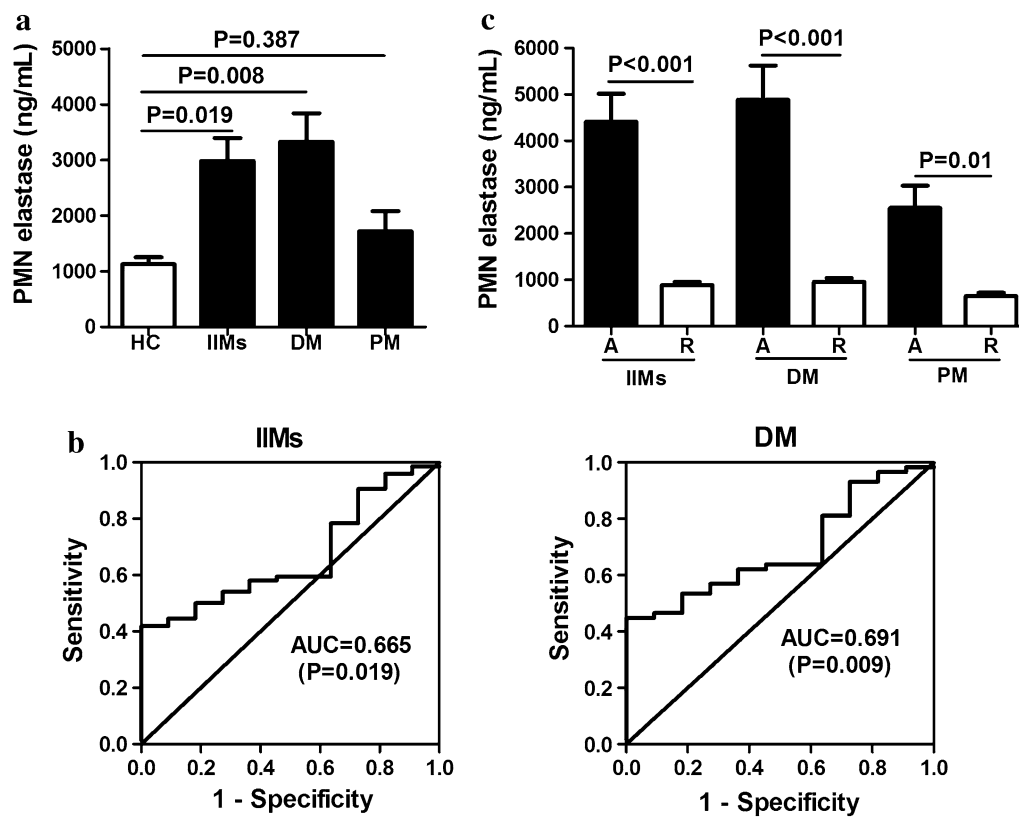 a
PMN elastase (ng/mL)
5000
4000
3000
2000
1000
0
P=0.387
P=0.008
P=0.019
HC IIMs DM PM
c
PMN elastase (ng/mL)
6000
5000
4000
3000
2000
1000
0
P<0.001
P<0.001
P=0.01
A R A R A R
IIMs DM PM
b
IIMs
Sensitivity
1.0
0.8
0.6
0.4
0.2
0.0
AUC=0.665
(P=0.019)
0.0 0.2 0.4 0.6 0.8 1.0
1 - Specificity
DM
Sensitivity
1.0
0.8
0.6
0.4
0.2
0.0
AUC=0.691
(P=0.009)
0.0 0.2 0.4 0.6 0.8 1.0
1 - Specificity